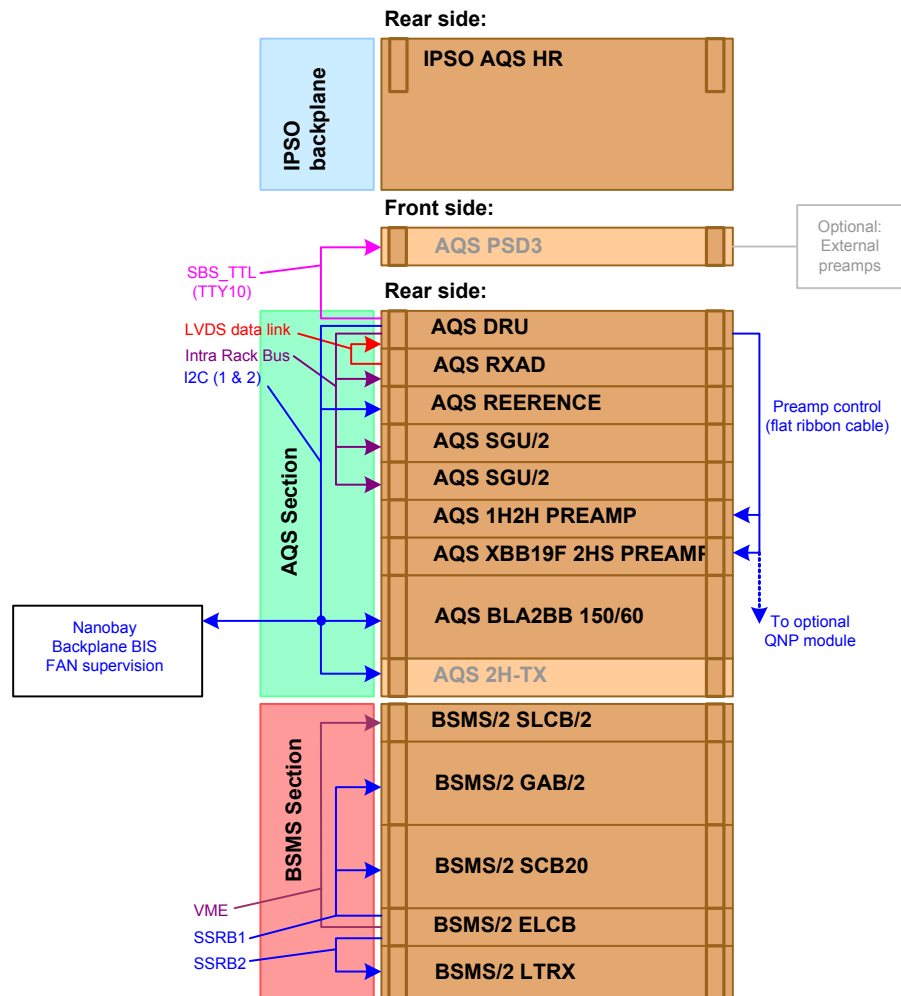 Rear side:
IPSO AQS HR
IPSO
backplane
Front side:
AQS PSD3
Optional:
External
preamps
SBS_TTL
(TTY10)
Rear side:
LVDS data link
Intra Rack Bus
I2C (1 & 2)
AQS Section
AQS DRU
AQS RXAD
AQS REERENCE
AQS SGU/2
AQS SGU/2
AQS 1H2H PREAMP
AQS XBB19F 2HS PREAMP
AQS BLA2BB 150/60
AQS 2H-TX
Preamp control
(flat ribbon cable)
To optional
QNP module
Nanobay
Backplane BIS
FAN supervision
BSMS Section
BSMS/2 SLCB/2
BSMS/2 GAB/2
BSMS/2 SCB20
BSMS/2 ELCB
BSMS/2 LTRX
VME
SSRB1
SSRB2